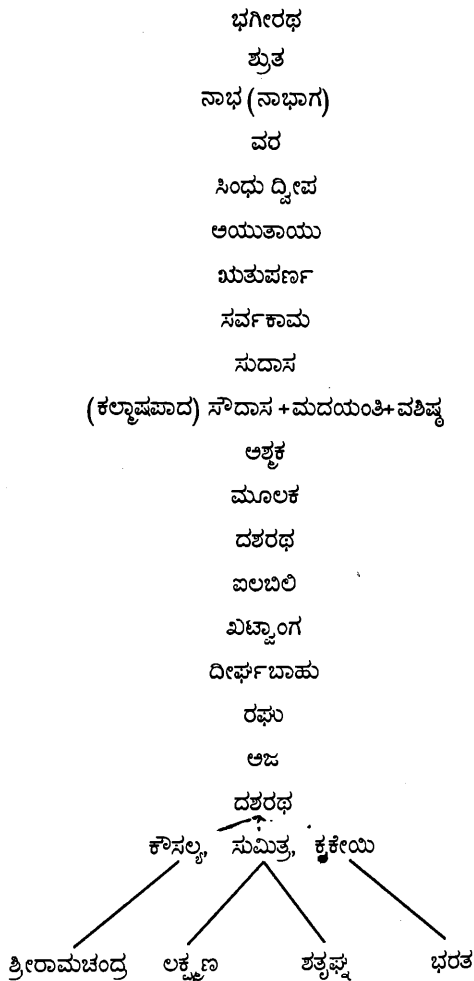 ಭಗೀರಥ
ಶ್ರುತ
ನಾಭ (ನಾಭಾಗ)
ವರ
ಸಿಂಧು ದ್ವೀಪ
ಅಯುತಾಯು
ಋತುಪರ್ಣ
ಸರ್ವಕಾಮ
ಸುದಾಸ
(ಕಲ್ಮಾಷಪಾದ) ಸೌದಾಸ +ಮದಯಂತಿ+ವಶಿಷ್ಠ
ಅಶ್ಮಕ
ಮೂಲಕ
ದಶರಥ
ಐಲಬಿಲಿ
ಖಟ್ವಾಂಗ
ದೀರ್ಘಬಾಹು
ರಘು
ಅಜ
ದಶರಥ
ಕೌಸಲ್ಯ, ಸುಮಿತ್ರ, ಕೈಕೇಯಿ
ಶ್ರೀರಾಮಚಂದ್ರ ಲಕ್ಷ್ಮಣ ಶತೃಘ್ನ ಭರತ